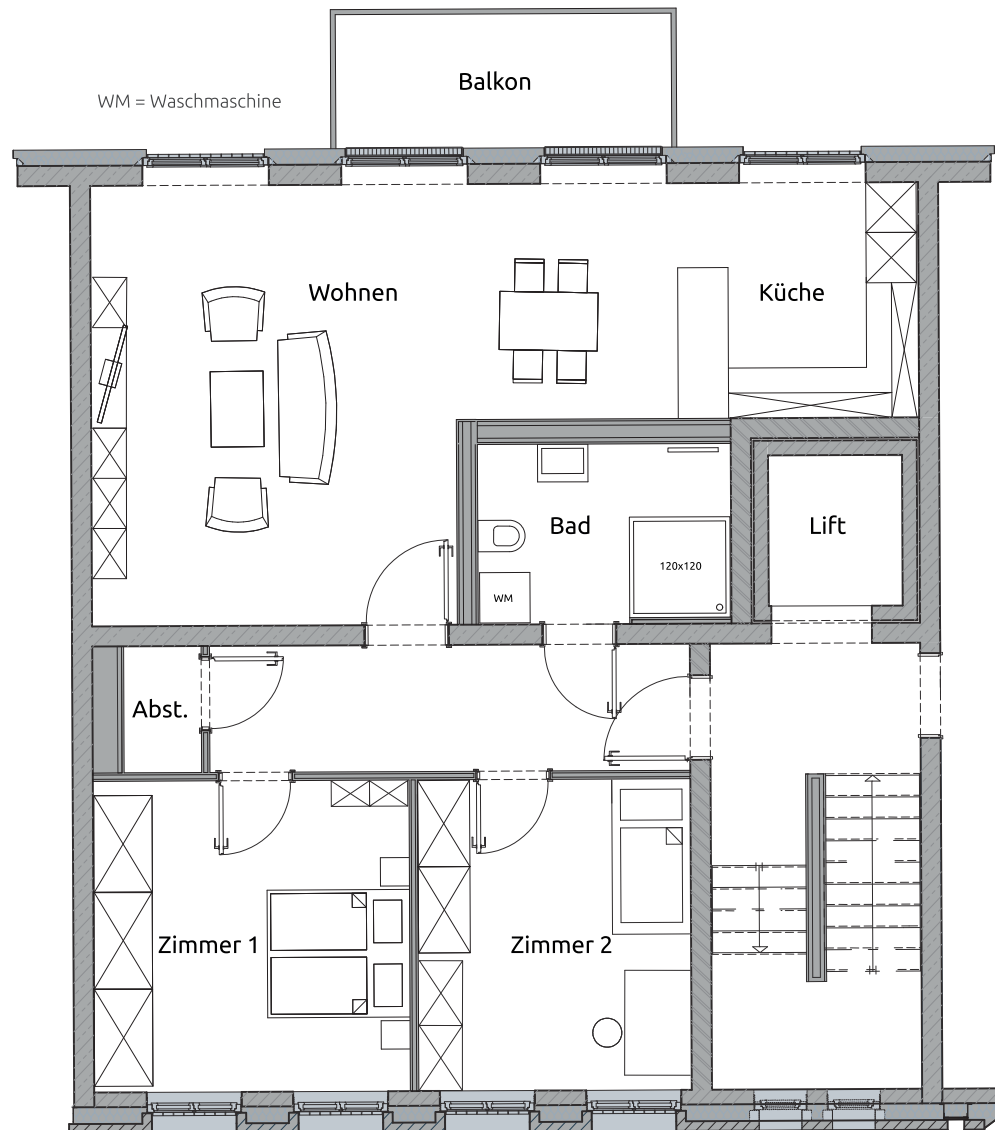 Balkon
WM = Waschmaschine
Wohnen
Küche
Bad
Lift
120x120
WM
Abst.
Zimmer 1
Zimmer 2